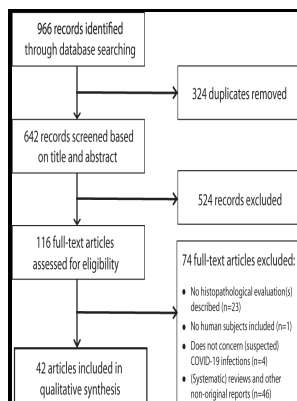 966 records identified
through database searching
324 duplicates removed
642 records screened based
on title and abstract
524 records excluded
116 full-text articles
assessed for eligibility
74 full-text articles excluded:
• No histopathological evaluation(s)
described (n=23)
• No human subjects included (n=1)
• Does not concern (suspected)
COVID-19 infections (n=4)
• (Systematic) reviews and other
non-original reports (n=46)
42 articles included in
qualitative synthesis